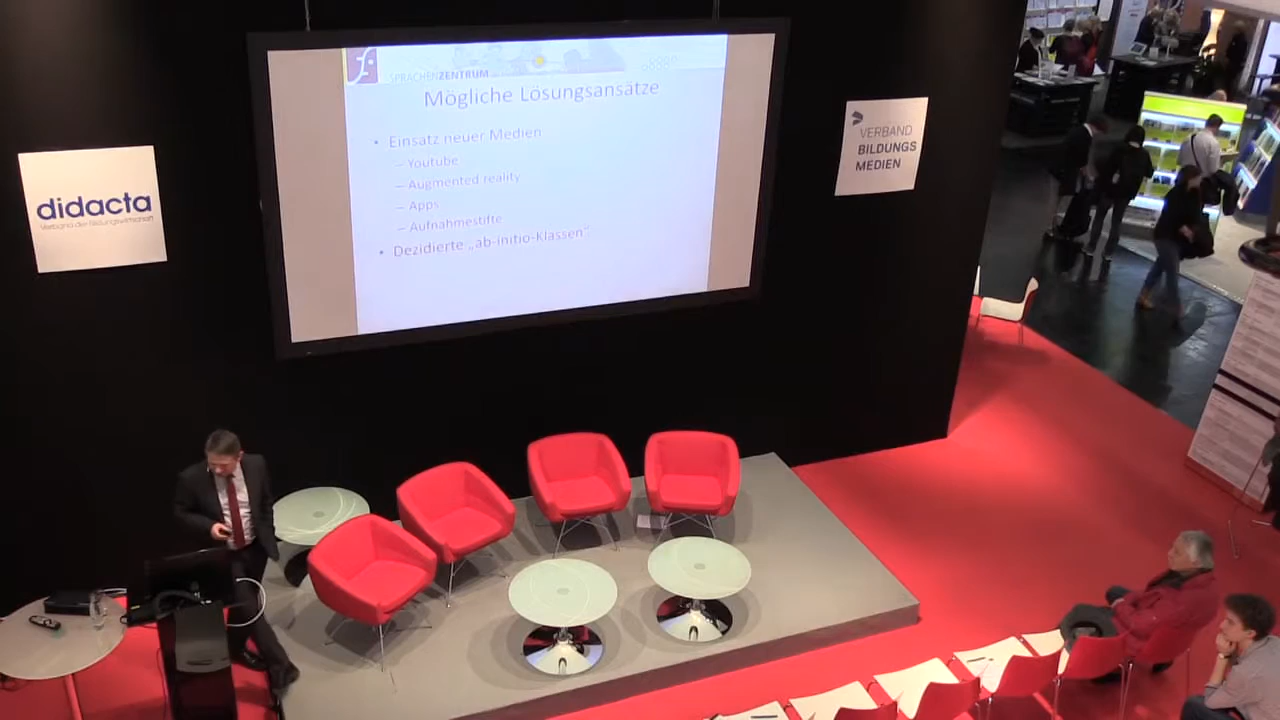 SPRACHENZENTRUM
Mögliche Lösungsansätze
• Einsatz neuer Medien
– Youtube
– Augmented reality
– Apps
– Aufnahmestifte
• Dezidierte „ab-initio-Klassen“
didacta
Verband der Bildungswirtschaft
VERBAND
BILDUNGS
MEDIEN